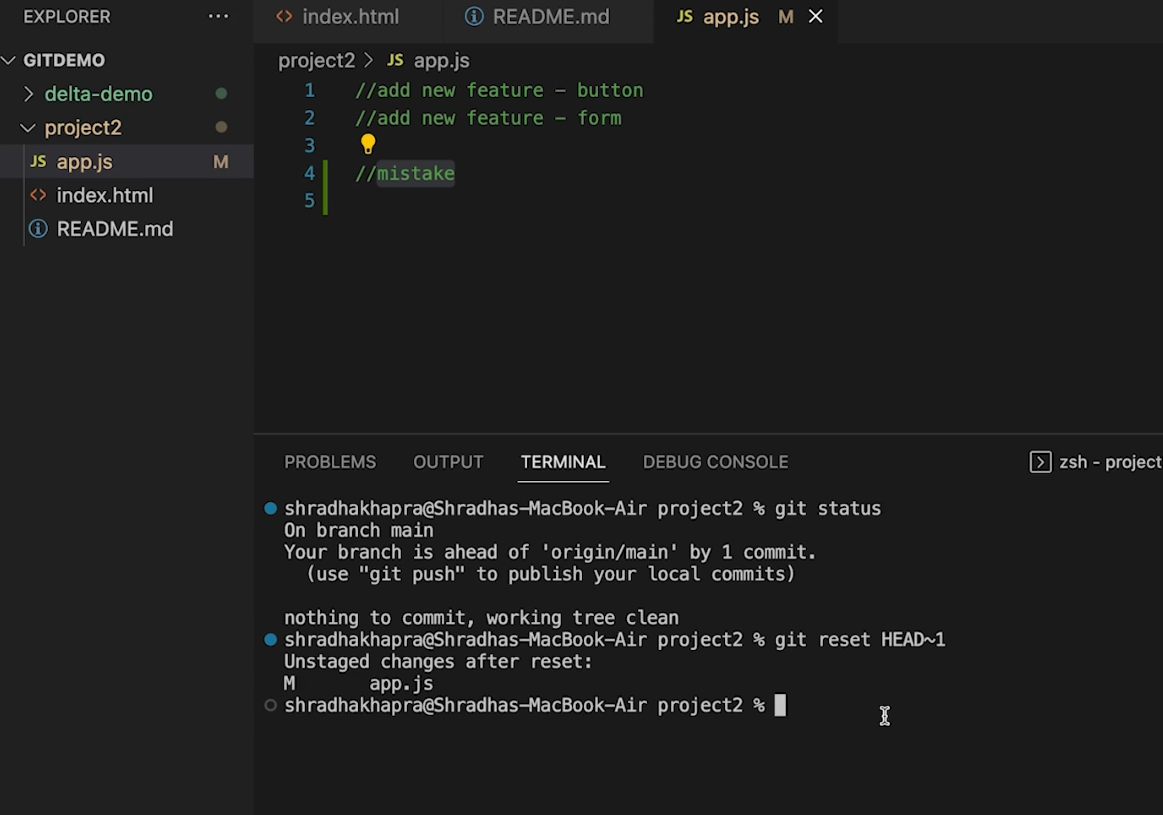 EXPLORER ...
GITDEMO
delta-demo
project2
JS app.js M
index.html
README.md
index.html README.md JS app.js M
project2 > JS app.js
1 //add new feature - button
2 //add new feature - form
3
4 //mistake
5
PROBLEMS OUTPUT TERMINAL DEBUG CONSOLE zsh - project
shradhakhapra@Shradhas-MacBook-Air project2 % git status
On branch main
Your branch is ahead of 'origin/main' by 1 commit.
(use "git push" to publish your local commits)
nothing to commit, working tree clean
shradhakhapra@Shradhas-MacBook-Air project2 % git reset HEAD~1
Unstaged changes after reset:
M app.js
shradhakhapra@Shradhas-MacBook-Air project2 %